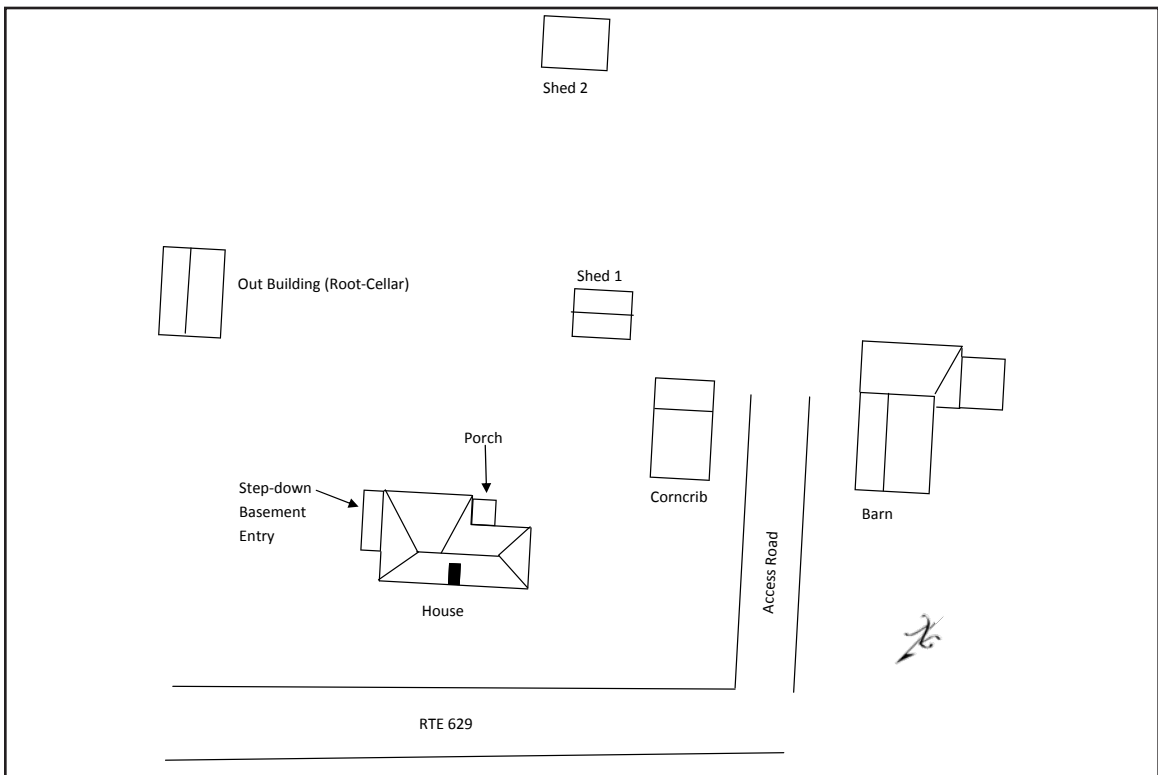 Shed 2
Shed 1
Out Building (Root-Cellar)
Porch
Step-down
Basement
Entry
Corncrib
Barn
Access Road
House
RTE 629